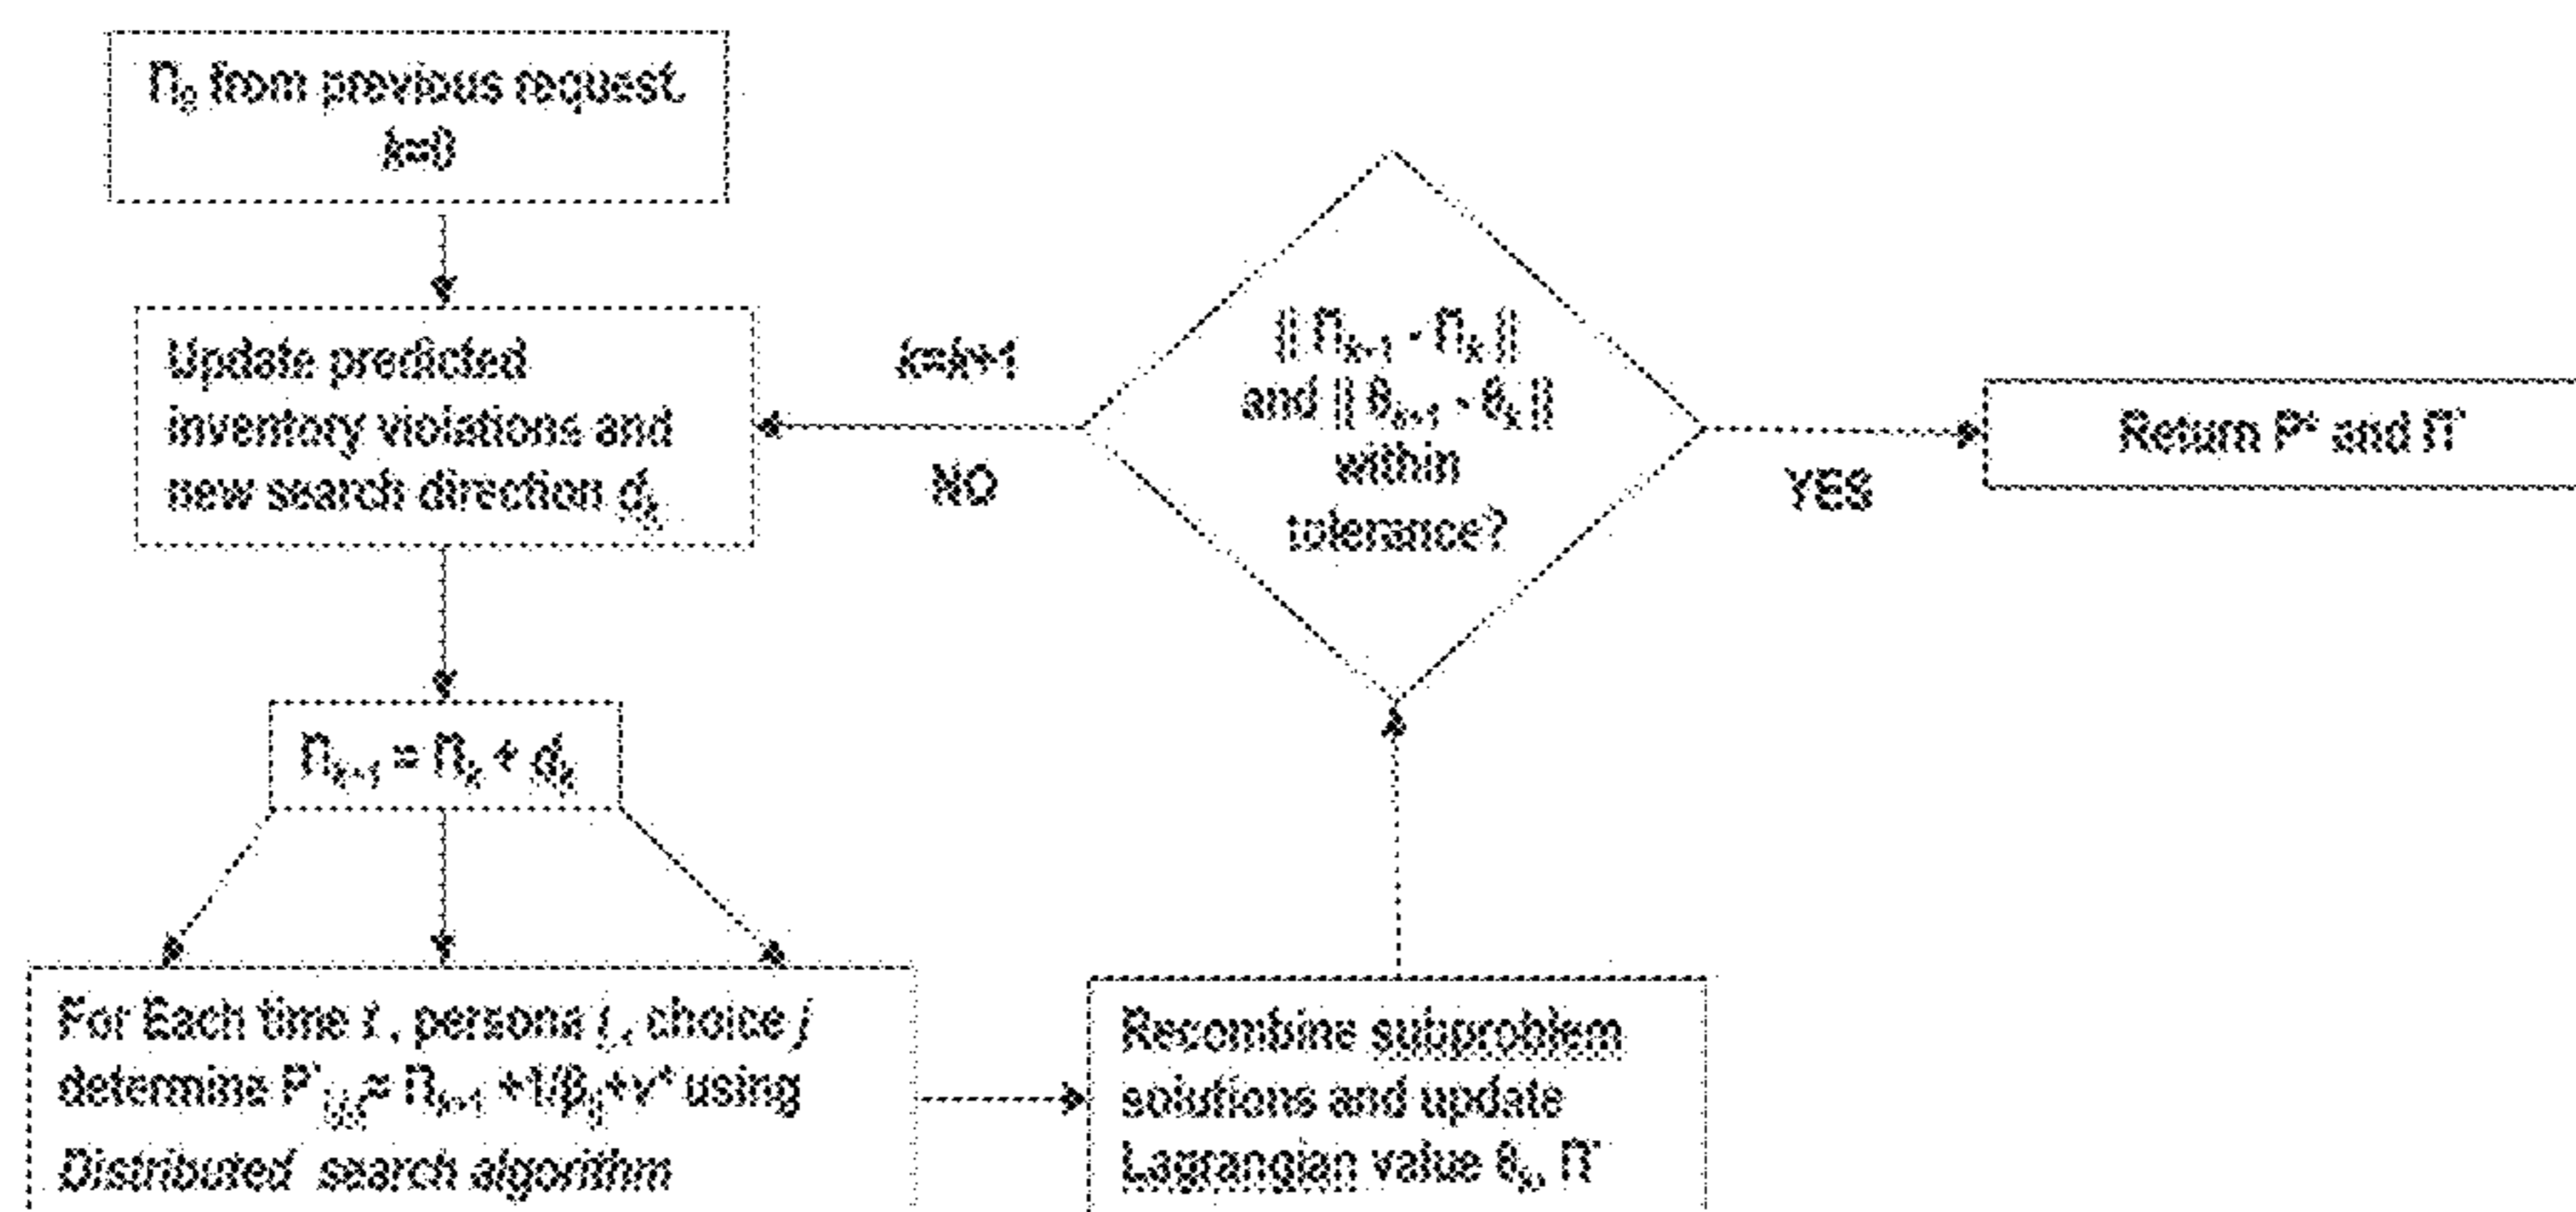 Π₀ from previous request.
k=0
Update predicted
inventory violations and
new search direction dₖ
Πₖ₊₁ = Πₖ + dₖ
For Each time t, persona i, choice j
determine P*ᵢⱼₜ= Πₖ₊₁ +1/βᵢⱼ+v* using
Distributed search algorithm
Recombine subproblem
solutions and update
Lagrangian value θₖ, Π*
|| Πₖ₊₁ - Πₖ ||
and || θₖ₊₁ - θₖ ||
within
tolerance?
k=k+1
NO
YES
Return P* and Π*